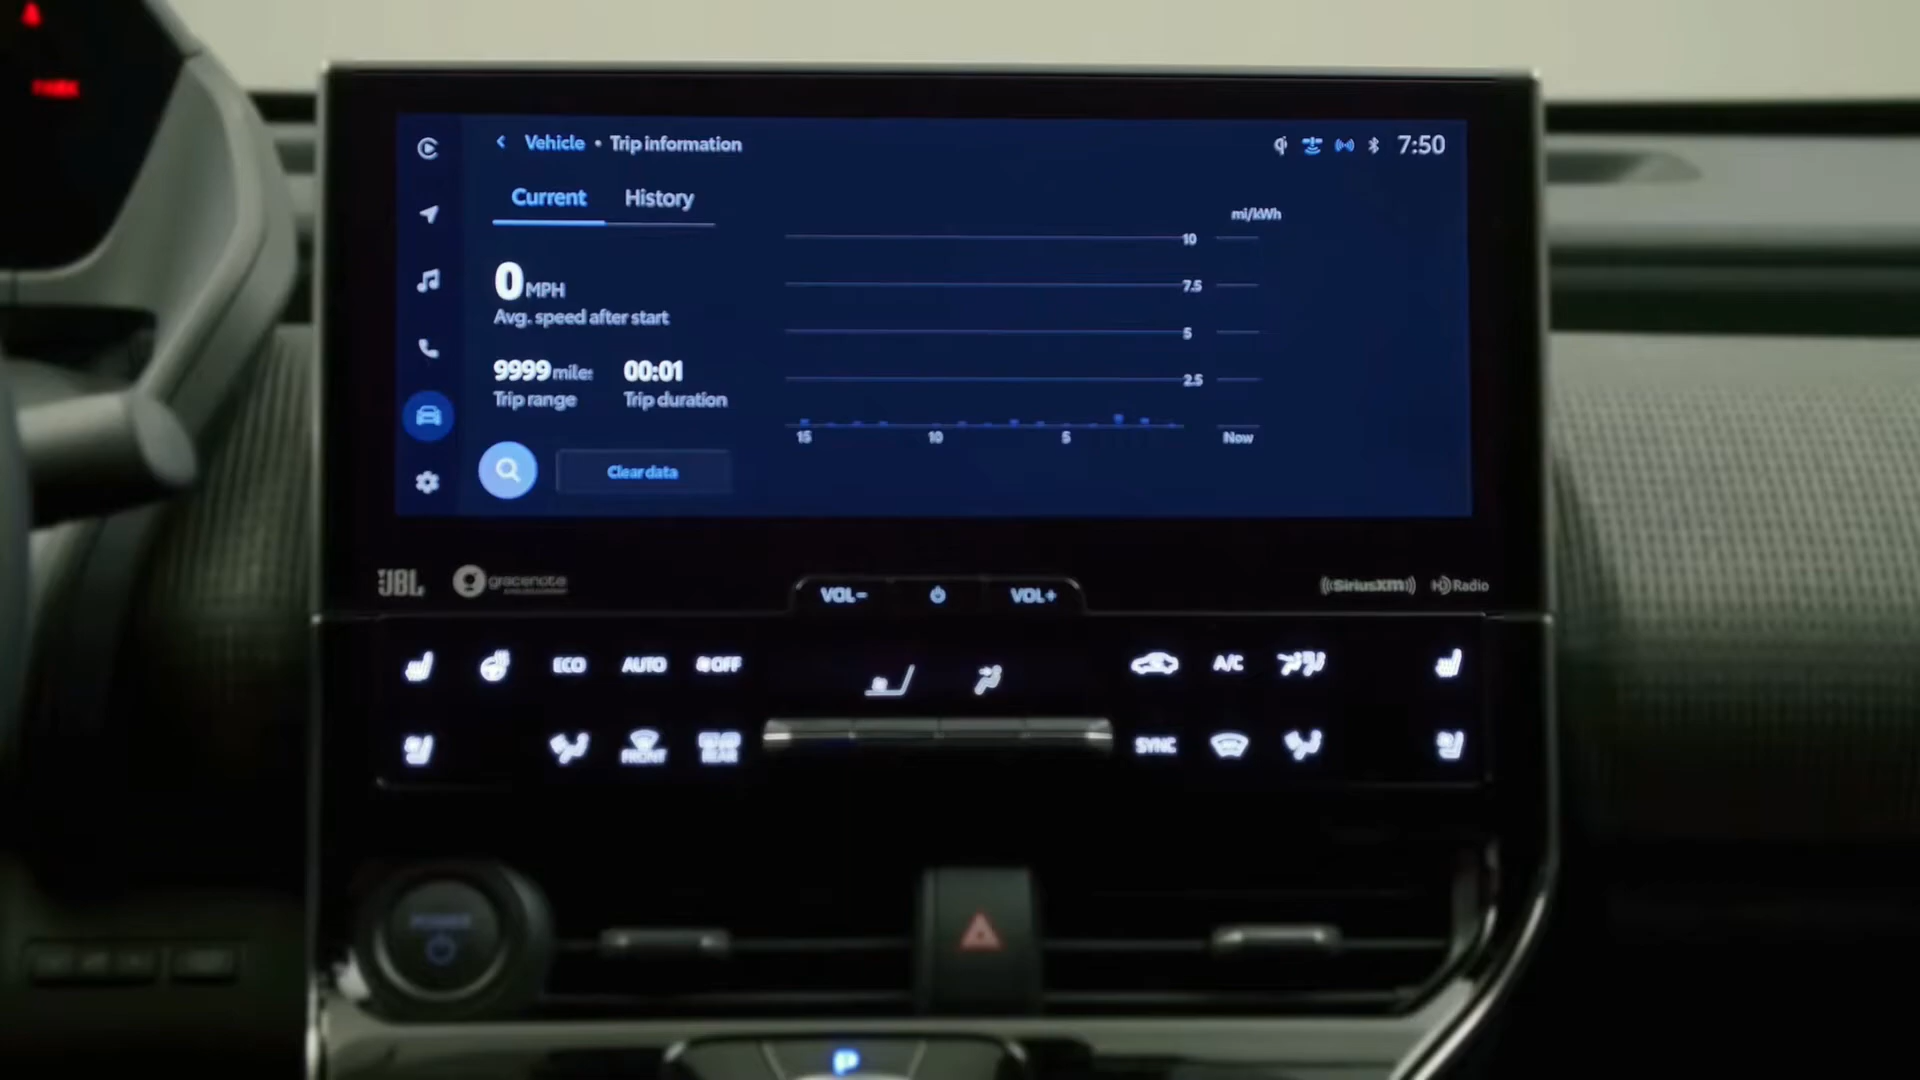 Vehicle • Trip information
7:50
Current History
mi/kWh
0 MPH
Avg. speed after start
10
7.5
5
2.5
9999 miles 00:01
Trip range Trip duration
15 10 5 Now
Clear data
JBL gracenote
VOL- VOL+
SiriusXM HD Radio
ECO AUTO OFF A/C
FRONT REAR SYNC
POWER
P